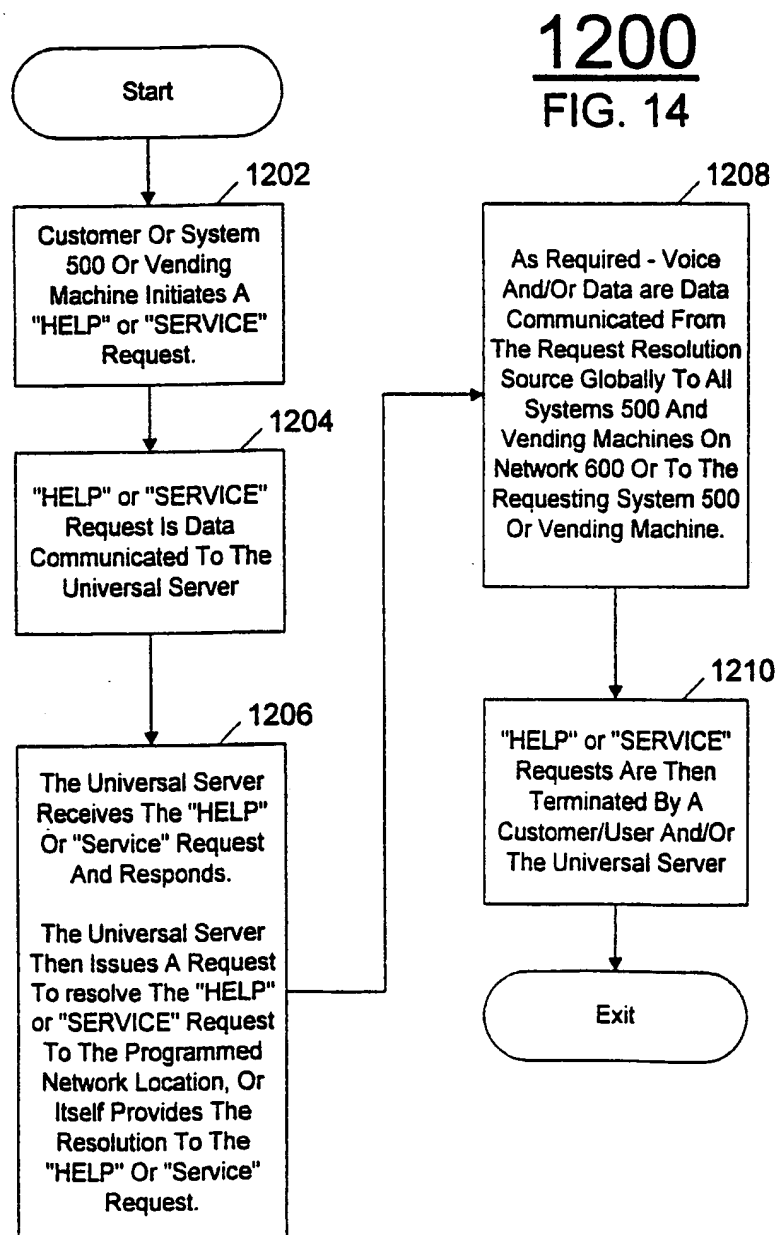 1200
FIG. 14
Start
1202
Customer Or System
500 Or Vending
Machine Initiates A
"HELP" or "SERVICE"
Request.
1204
"HELP" or "SERVICE"
Request Is Data
Communicated To The
Universal Server
1206
The Universal Server
Receives The "HELP"
Or "Service" Request
And Responds.
The Universal Server
Then Issues A Request
To resolve The "HELP"
or "SERVICE" Request
To The Programmed
Network Location, Or
Itself Provides The
Resolution To The
"HELP" Or "Service"
Request.
1208
As Required - Voice
And/Or Data are Data
Communicated From
The Request Resolution
Source Globally To All
Systems 500 And
Vending Machines On
Network 600 Or To The
Requesting System 500
Or Vending Machine.
1210
"HELP" or "SERVICE"
Requests Are Then
Terminated By A
Customer/User And/Or
The Universal Server
Exit